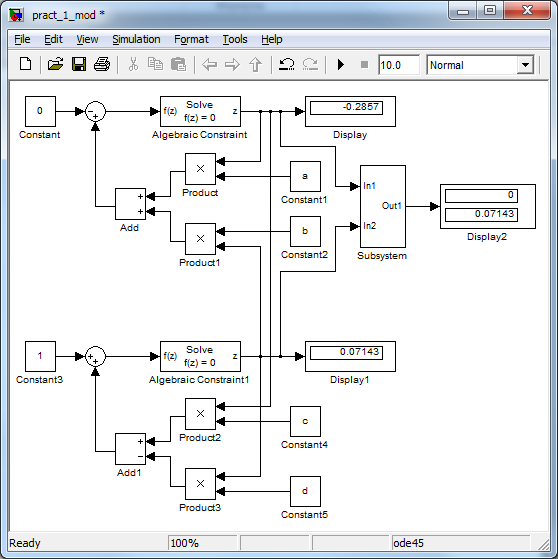 pract_1_mod *
File Edit View Simulation Format Tools Help
10.0 Normal
0
Constant
Solve
f(z) f(z) = 0 z
Algebraic Constraint
-0.2857
Display
Product
a
Constant1
Add
Product1
b
Constant2
In1
In2
Out1
Subsystem
0
0.07143
Display2
1
Constant3
Solve
f(z) f(z) = 0 z
Algebraic Constraint1
0.07143
Display1
Product2
c
Constant4
Add1
Product3
d
Constant5
Ready 100% ode45